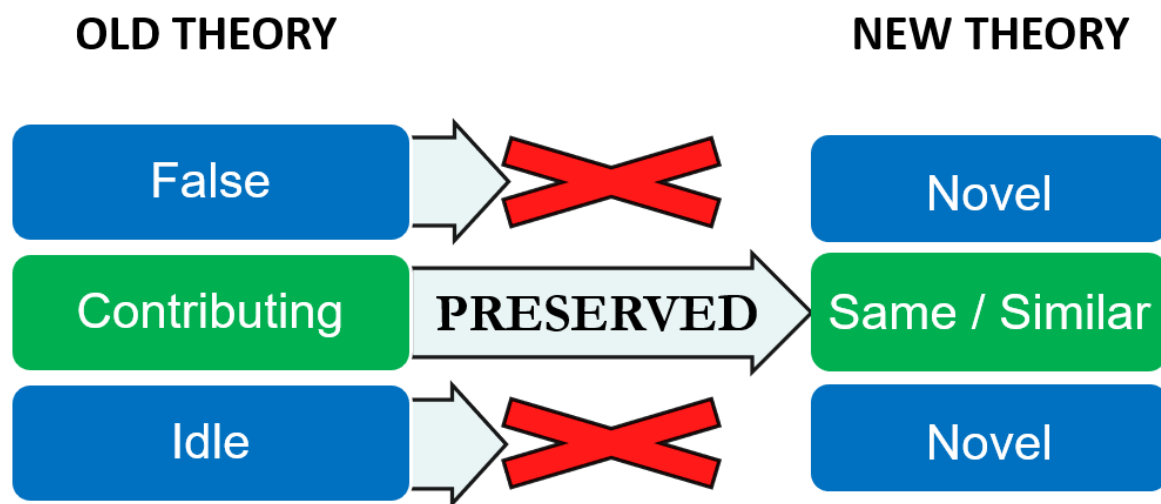 OLD THEORY
NEW THEORY
False
Novel
Contributing
PRESERVED
Same / Similar
Idle
Novel